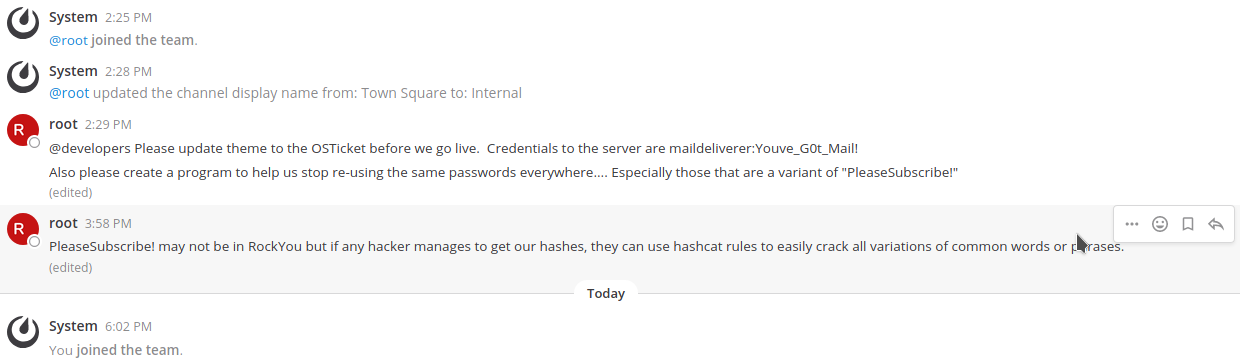 System 2:25 PM
@root joined the team.
System 2:28 PM
@root updated the channel display name from: Town Square to: Internal
R
root 2:29 PM
@developers Please update theme to the OSTicket before we go live.  Credentials to the server are maildeliverer:Youve_G0t_Mail!
Also please create a program to help us stop re-using the same passwords everywhere.... Especially those that are a variant of "PleaseSubscribe!"
(edited)
R
root 3:58 PM
PleaseSubscribe! may not be in RockYou but if any hacker manages to get our hashes, they can use hashcat rules to easily crack all variations of common words or phrases.
(edited)
Today
System 6:02 PM
You joined the team.